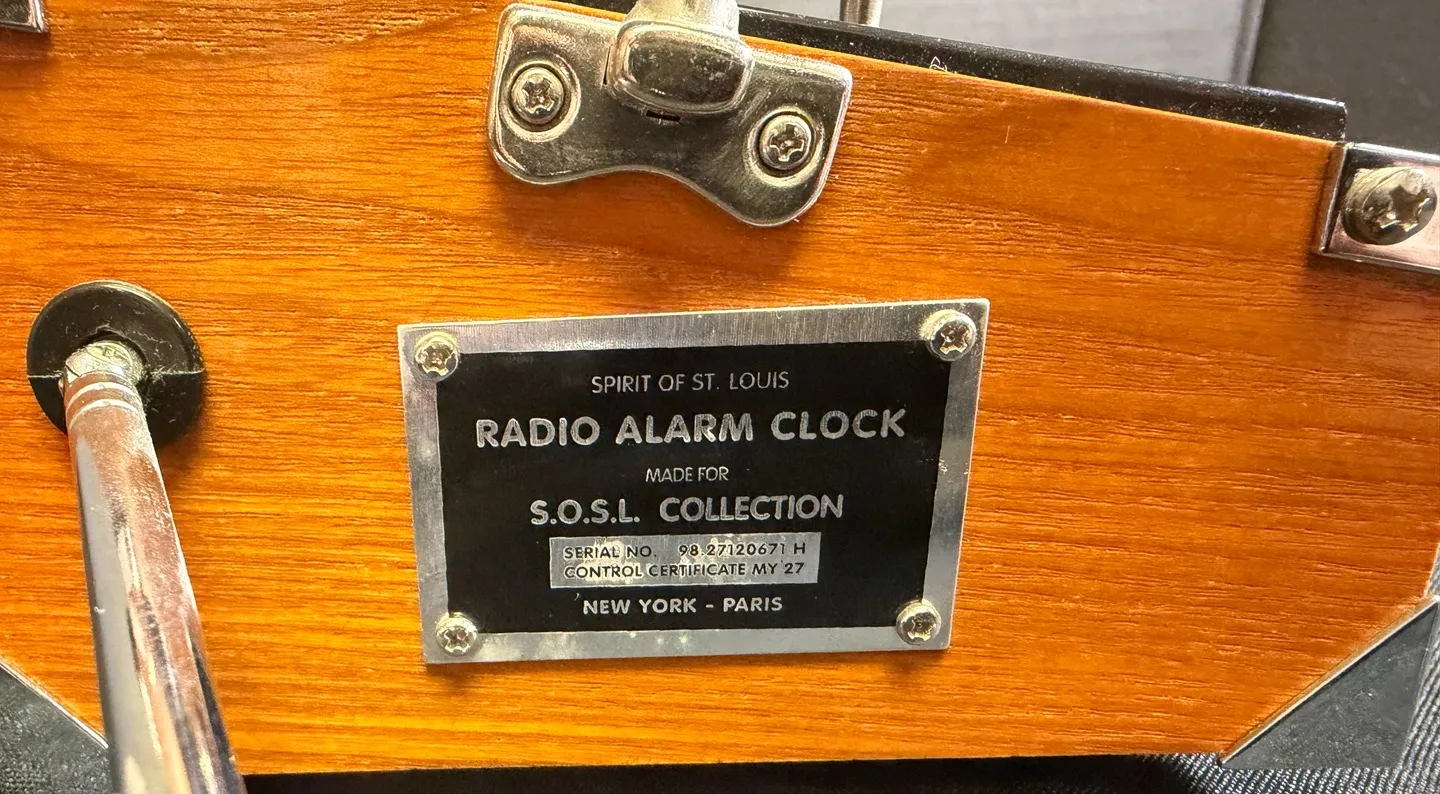 SPIRIT OF ST. LOUIS
RADIO ALARM CLOCK
MADE FOR
S.O.S.L. COLLECTION
SERIAL NO. 98.27120671 H
CONTROL CERTIFICATE MY 27
NEW YORK - PARIS